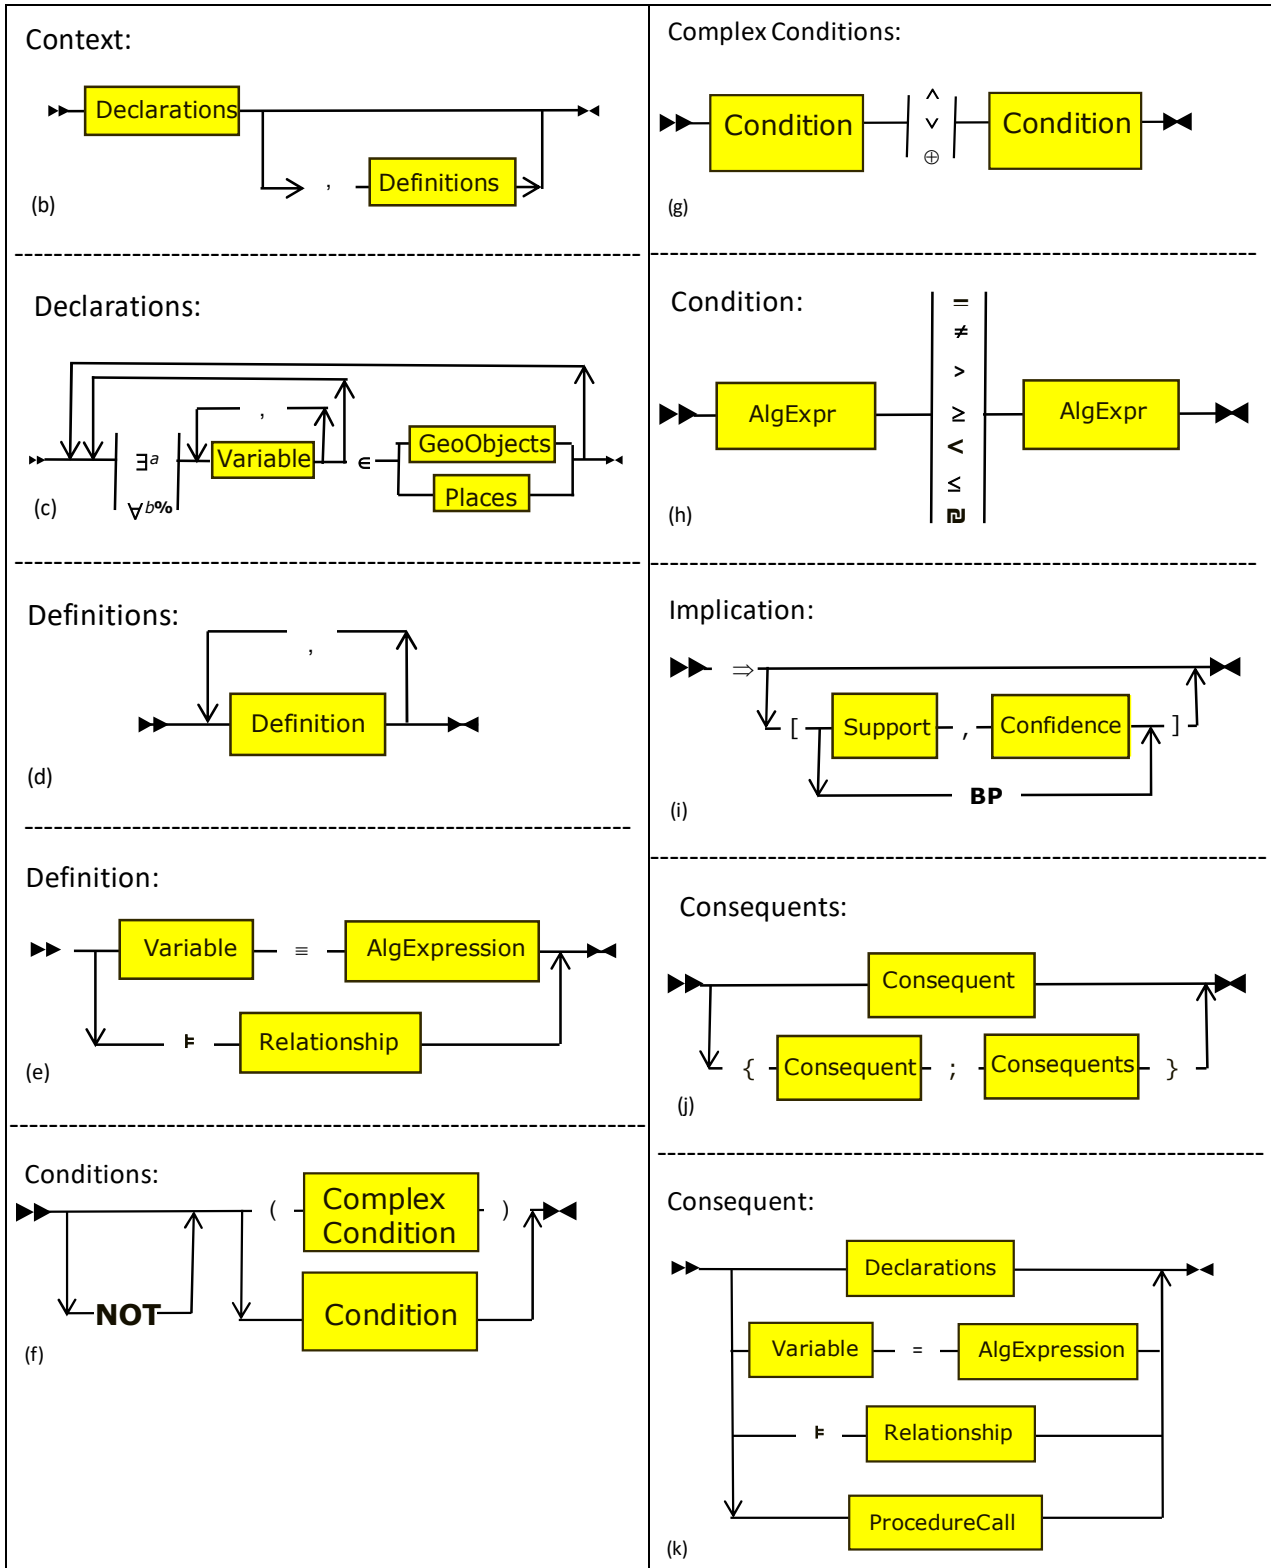 Context:
Declarations
, Definitions
(b)
Declarations:
,
∃a Variable ∈ GeoObjects
∀b% Places
(c)
Definitions:
,
Definition
(d)
Definition:
Variable ≡ AlgExpression
⊧ Relationship
(e)
Conditions:
( Complex
Condition )
NOT Condition
(f)
Complex Conditions:
Condition ^ Condition
v
⊕
(g)
Condition:
=
≠
>
AlgExpr ≥ AlgExpr
<
≤
₪
(h)
Implication:
⇒
[ Support , Confidence ]
BP
(i)
Consequents:
Consequent
{ Consequent ; Consequents }
(j)
Consequent:
Declarations
Variable = AlgExpression
⊧ Relationship
ProcedureCall
(k)